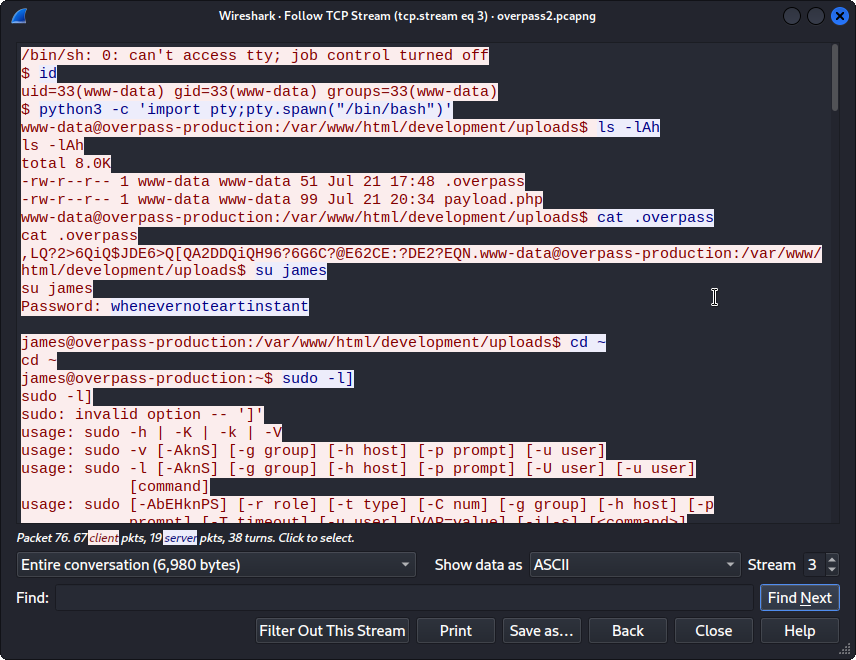 Wireshark · Follow TCP Stream (tcp.stream eq 3) · overpass2.pcapng
/bin/sh: 0: can't access tty; job control turned off
$ id
uid=33(www-data) gid=33(www-data) groups=33(www-data)
$ python3 -c 'import pty;pty.spawn("/bin/bash")'
www-data@overpass-production:/var/www/html/development/uploads$ ls -lAh
ls -lAh
total 8.0K
-rw-r--r-- 1 www-data www-data 51 Jul 21 17:48 .overpass
-rw-r--r-- 1 www-data www-data 99 Jul 21 20:34 payload.php
www-data@overpass-production:/var/www/html/development/uploads$ cat .overpass
cat .overpass
,LQ?2>6QiQ$JDE6>Q[QA2DDQiQH96?6G6C?@E62CE:?DE2?EQN.www-data@overpass-production:/var/www/
html/development/uploads$ su james
su james
Password: whenevernoteartinstant
james@overpass-production:/var/www/html/development/uploads$ cd ~
cd ~
james@overpass-production:~$ sudo -l]
sudo -l]
sudo: invalid option -- ']'
usage: sudo -h | -K | -k | -V
usage: sudo -v [-AknS] [-g group] [-h host] [-p prompt] [-u user]
usage: sudo -l [-AknS] [-g group] [-h host] [-p prompt] [-U user] [-u user]
[command]
usage: sudo [-AbEHknPS] [-r role] [-t type] [-C num] [-g group] [-h host] [-p
prompt] [-T timeout] [-u user] [VAR=value] [-i|-s] [<command>]
Packet 76. 67 client pkts, 19 server pkts, 38 turns. Click to select.
Entire conversation (6,980 bytes) Show data as ASCII Stream 3
Find: Find Next
Filter Out This Stream Print Save as… Back Close Help